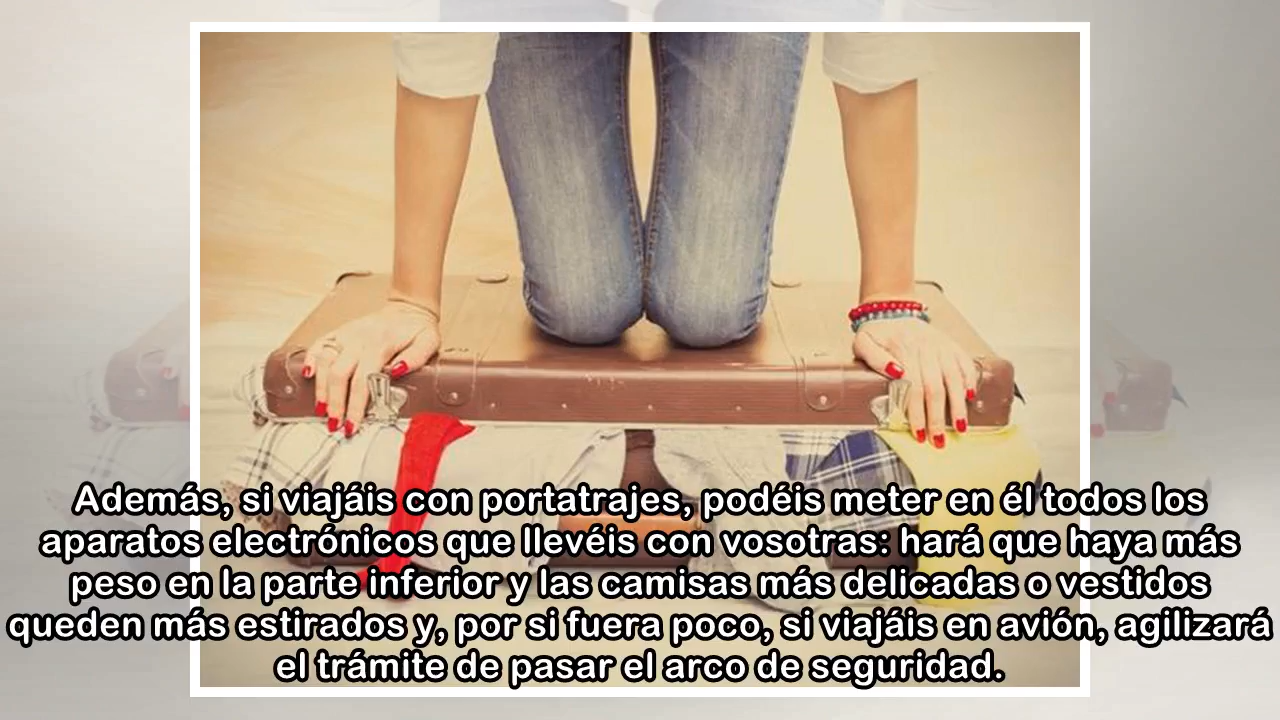 Además, si viajáis con portatrajes, podéis meter en él todos los
aparatos electrónicos que llevéis con vosotras: hará que haya más
peso en la parte inferior y las camisas más delicadas o vestidos
queden más estirados y, por si fuera poco, si viajáis en avión, agilizará
el trámite de pasar el arco de seguridad.